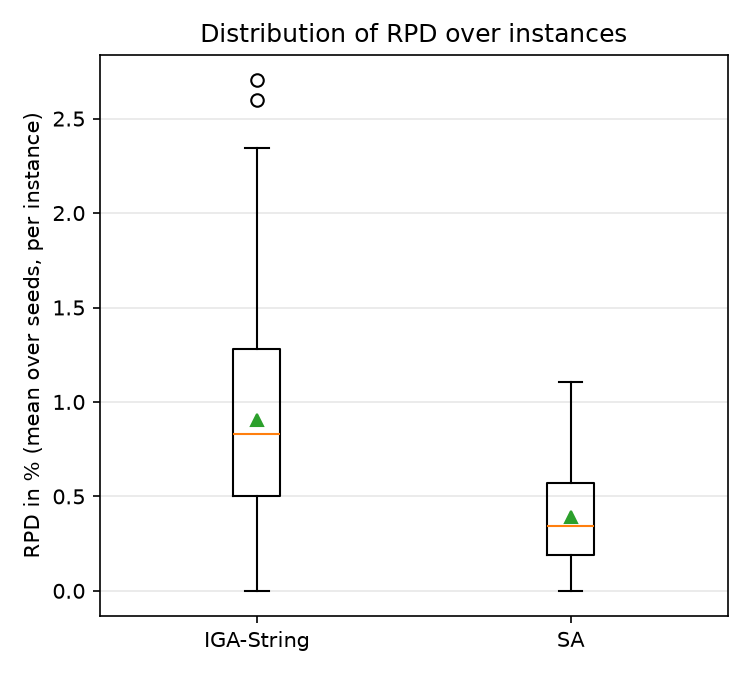 Distribution of RPD over instances
RPD in % (mean over seeds, per instance)
2.5
2.0
1.5
1.0
0.5
0.0
IGA-String
SA